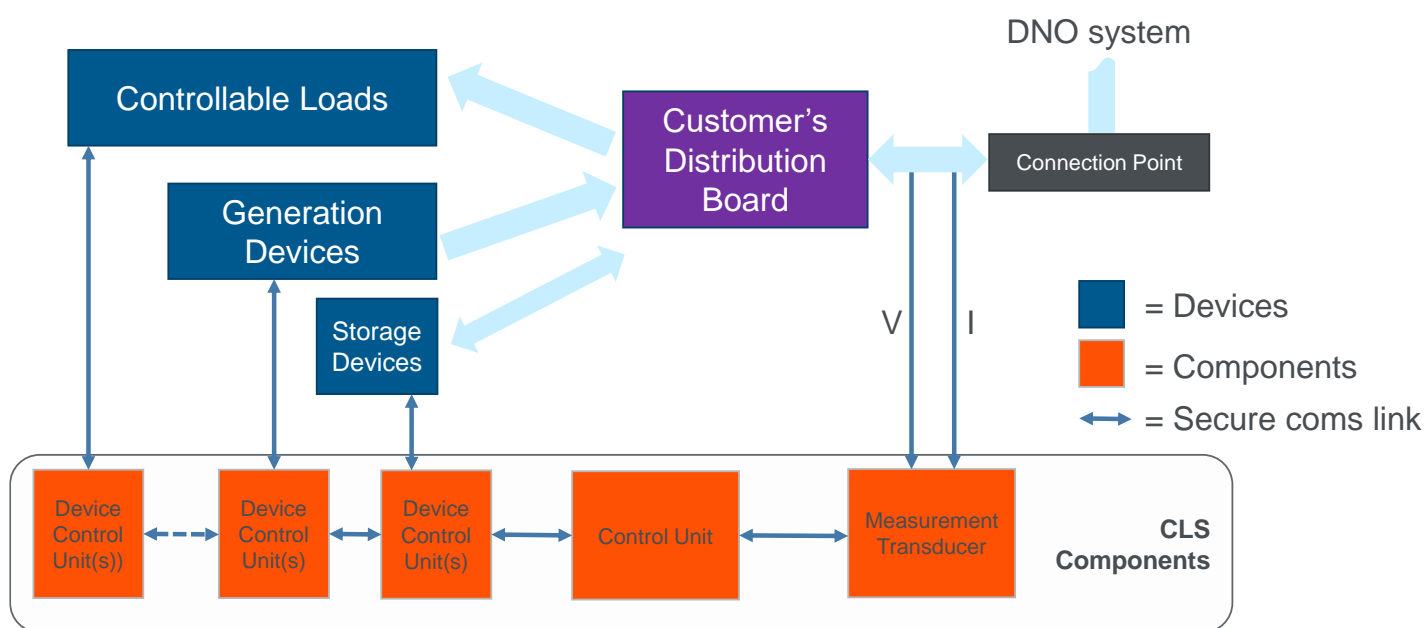 DNO system
Controllable Loads
Customer’s
Distribution
Board
Connection Point
Generation
Devices
Storage
Devices
V
I
= Devices
= Components
= Secure coms link
Device
Control
Unit(s))
Device
Control
Unit(s)
Device
Control
Unit(s)
Control Unit
Measurement
Transducer
CLS
Components